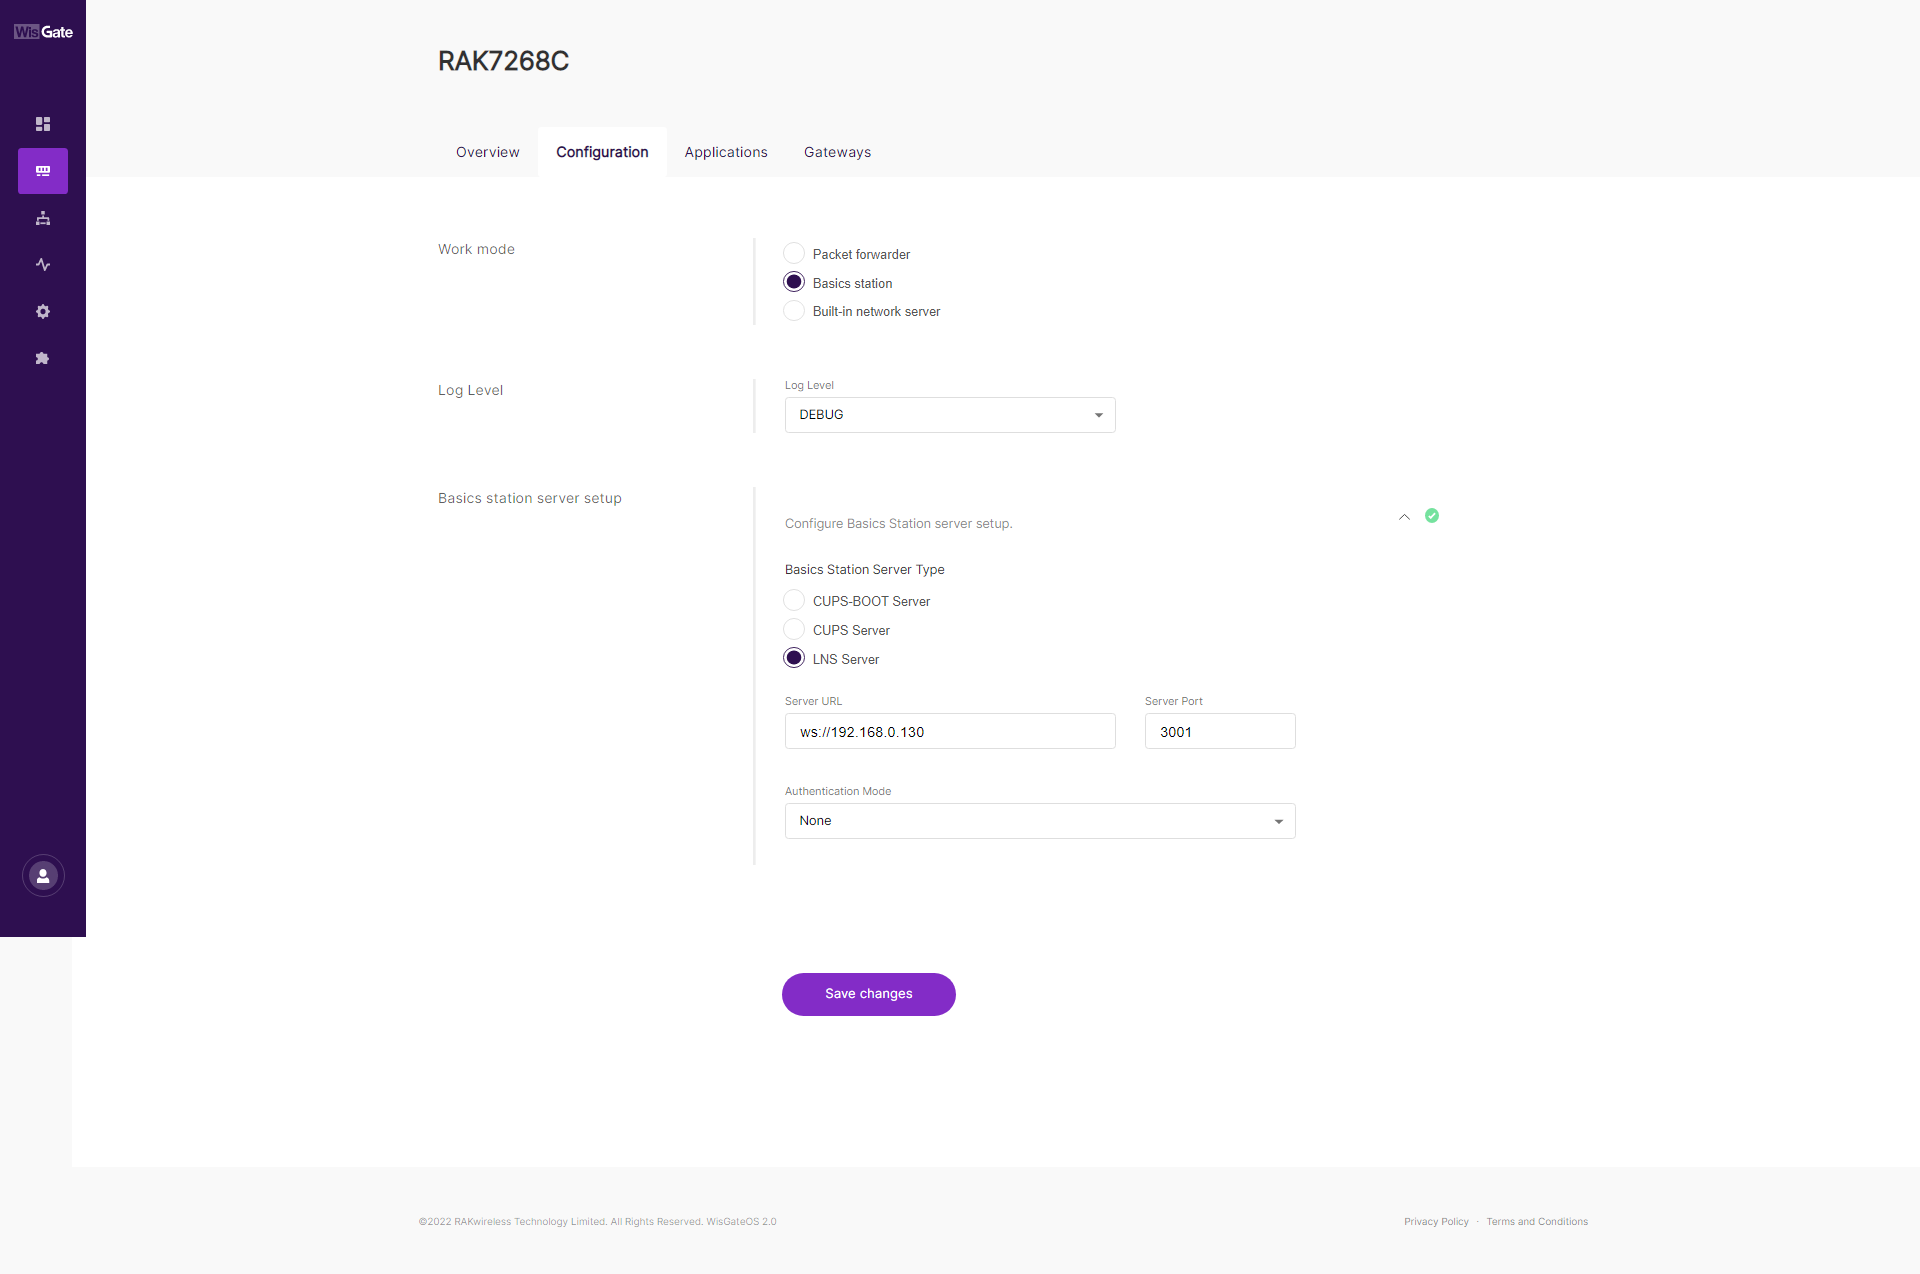 WisGate
RAK7268C
Overview
Configuration
Applications
Gateways
Work mode
Packet forwarder
Basics station
Built-in network server
Log Level
Log Level
DEBUG
Basics station server setup
Configure Basics Station server setup.
Basics Station Server Type
CUPS-BOOT Server
CUPS Server
LNS Server
Server URL
Server Port
ws://192.168.0.130
3001
Authentication Mode
None
Save changes
©2022 RAKwireless Technology Limited. All Rights Reserved. WisGateOS 2.0
Privacy Policy · Terms and Conditions